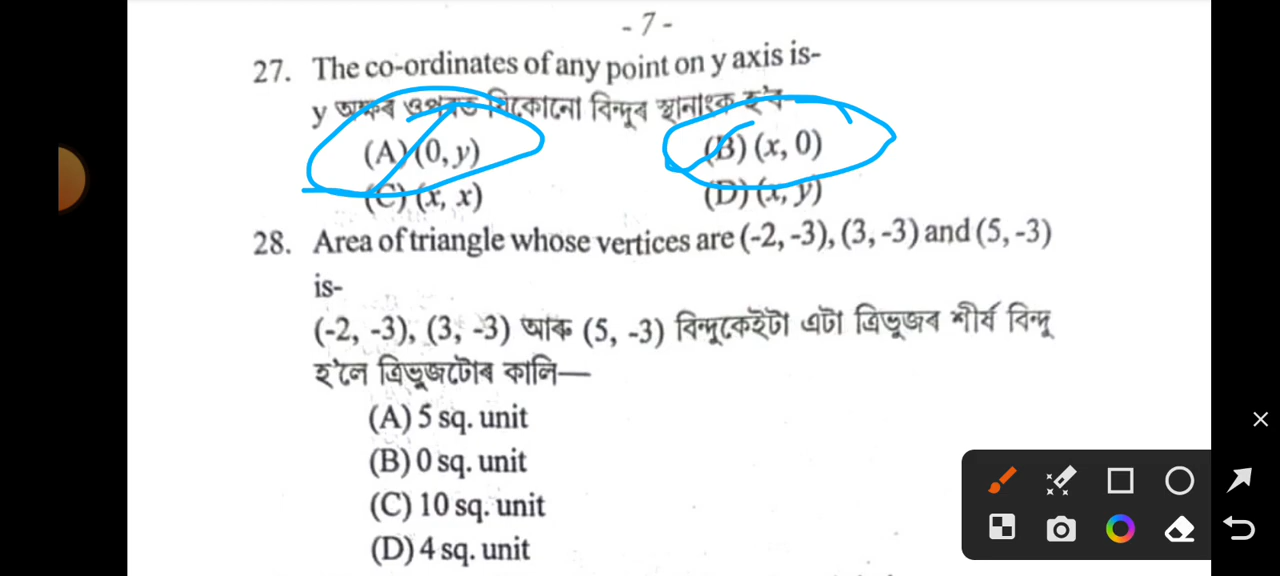 - 7 -
27. The co-ordinates of any point on y axis is-
y অক্ষৰ ওপৰত যিকোনো বিন্দুৰ স্থানাংক হ'ব
(A) (0, y) (B) (x, 0)
(C) (x, x) (D) (x, y)
28. Area of triangle whose vertices are (-2, -3), (3, -3) and (5, -3)
is-
(-2, -3), (3, -3) আৰু (5, -3) বিন্দুকেইটা এটা ত্ৰিভুজৰ শীৰ্ষ বিন্দু
হ'লে ত্ৰিভুজটোৰ কালি—
(A) 5 sq. unit
(B) 0 sq. unit
(C) 10 sq. unit
(D) 4 sq. unit